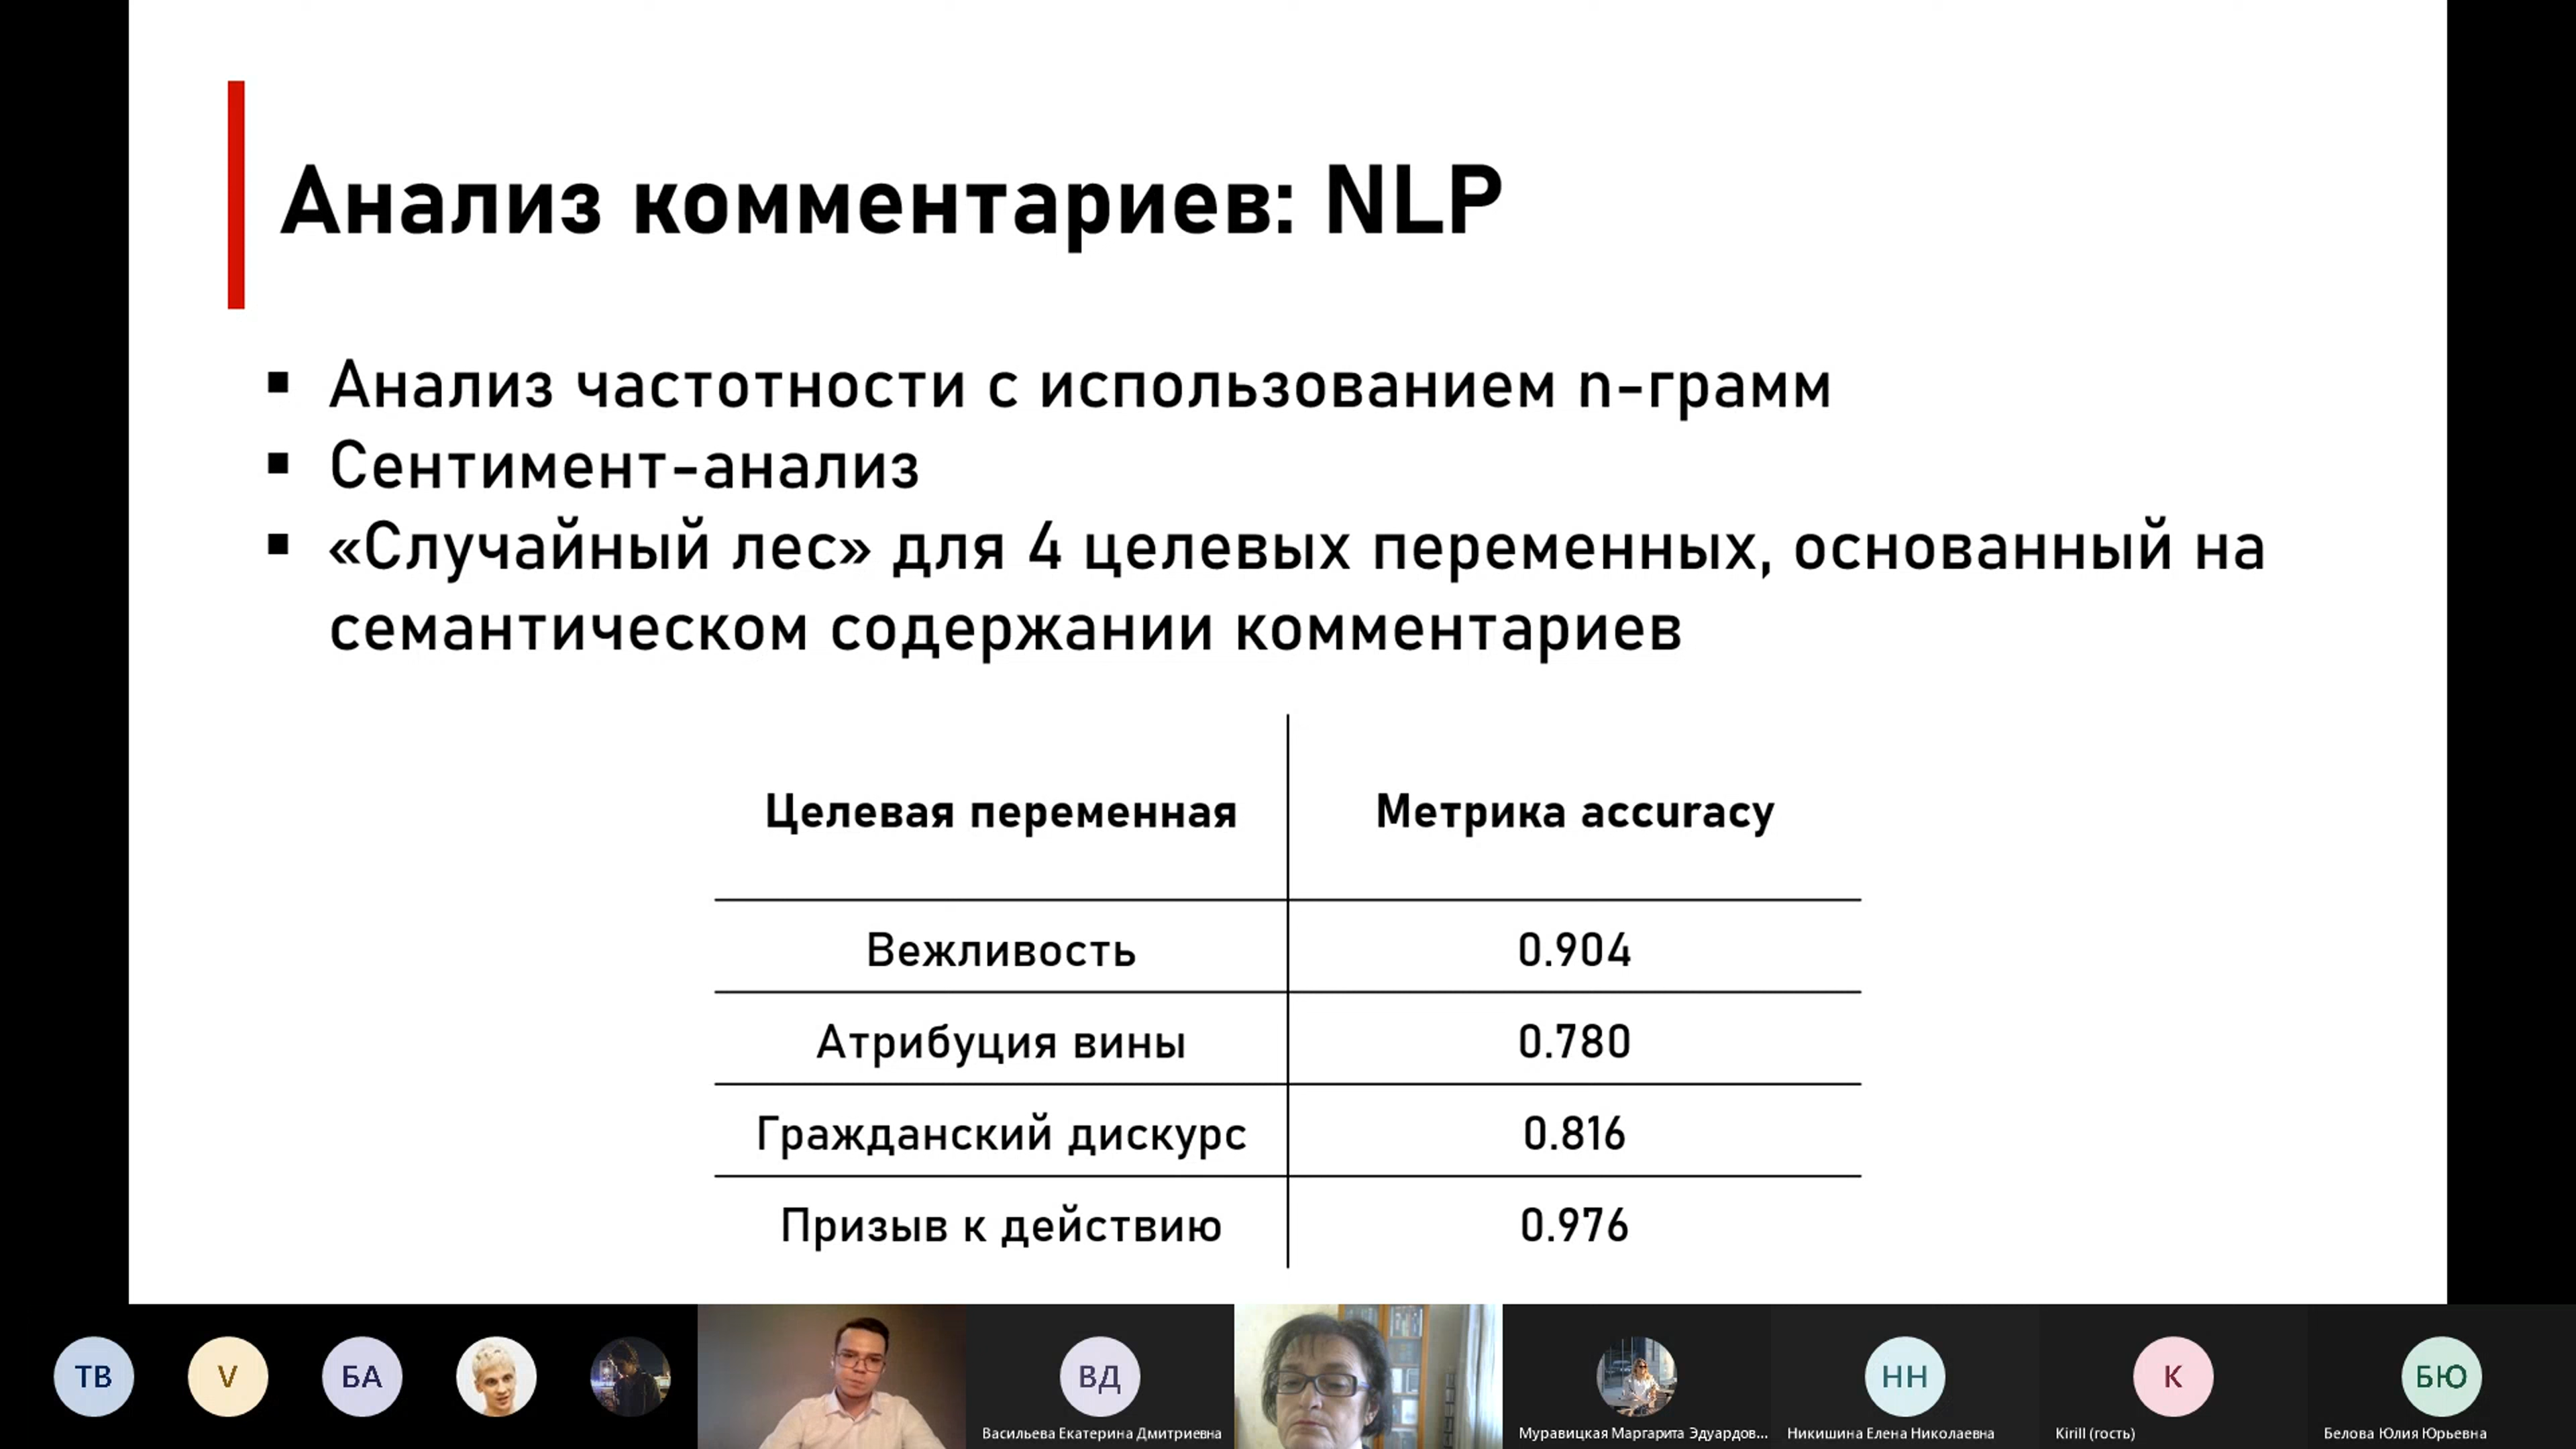 Анализ комментариев: NLP
▪ Анализ частотности с использованием n-грамм
▪ Сентимент-анализ
▪ «Случайный лес» для 4 целевых переменных, основанный на
семантическом содержании комментариев
Целевая переменная Метрика accuracy
Вежливость 0.904
Атрибуция вины 0.780
Гражданский дискурс 0.816
Призыв к действию 0.976
ТВ V БА ВД НН K БЮ
Васильева Екатерина Дмитриевна Муравицкая Маргарита Эдуардов... Никишина Елена Николаевна Kirill (гость) Белова Юлия Юрьевна